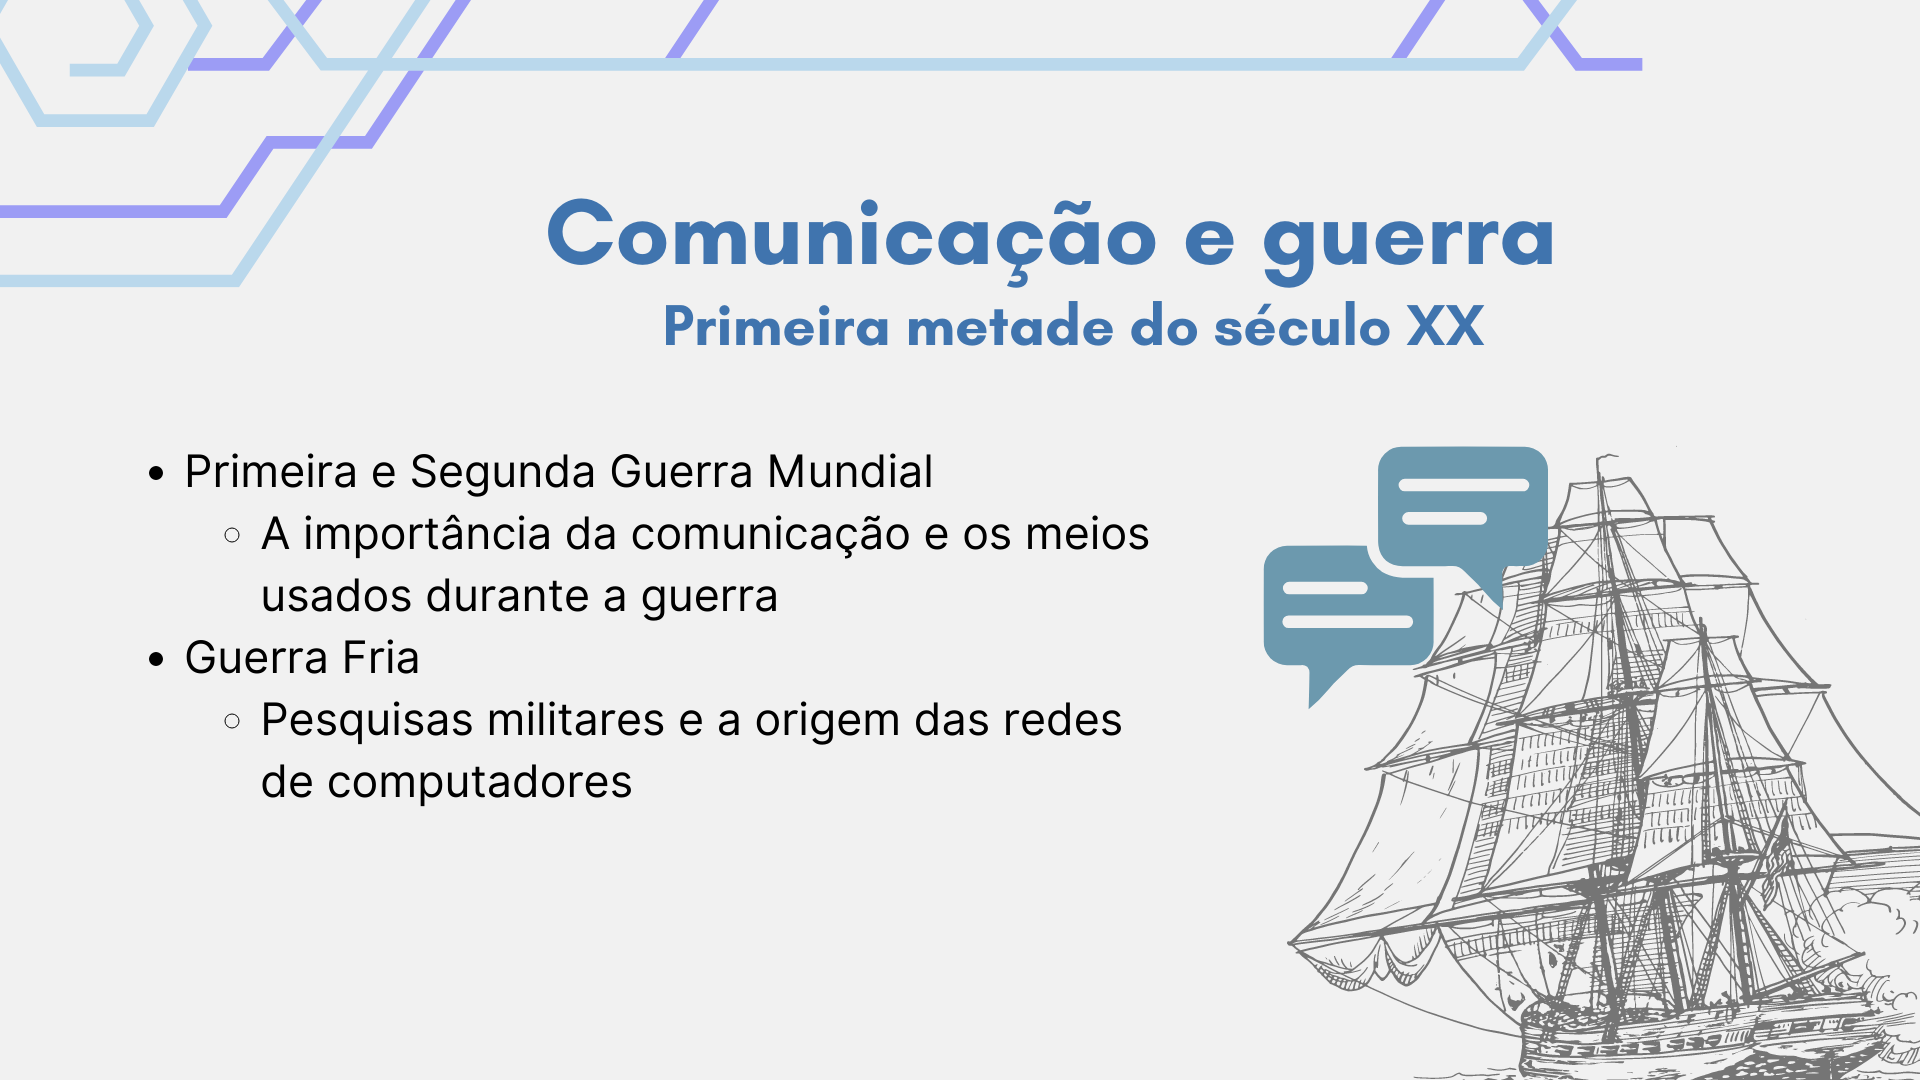 Comunicação e guerra
Primeira metade do século XX
• Primeira e Segunda Guerra Mundial
◦ A importância da comunicação e os meios
usados durante a guerra
• Guerra Fria
◦ Pesquisas militares e a origem das redes
de computadores